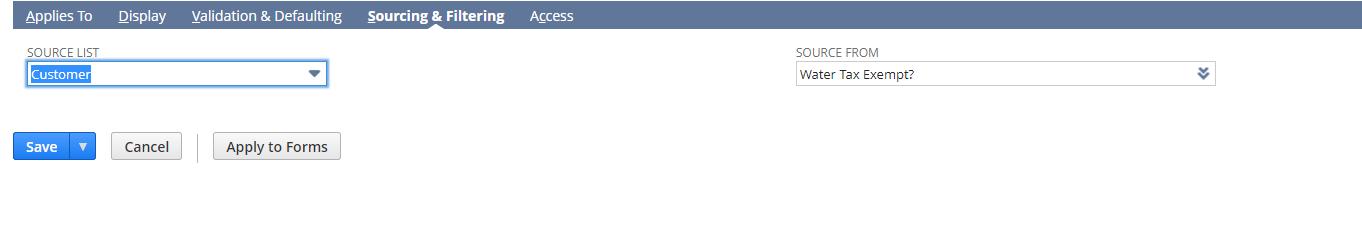 Applies To Display Validation & Defaulting Sourcing & Filtering Access
SOURCE LIST SOURCE FROM
Customer Water Tax Exempt?
Save Cancel Apply to Forms